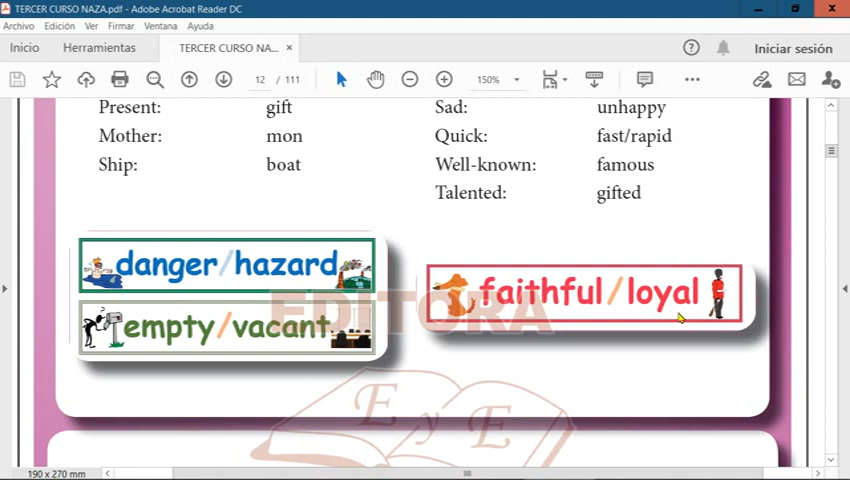 TERCER CURSO NAZA.pdf - Adobe Acrobat Reader DC
Archivo Edición Ver Firmar Ventana Ayuda
Inicio Herramientas TERCER CURSO NA... × Iniciar sesión
12 / 111 150%
Present: gift
Mother: mon
Ship: boat
Sad: unhappy
Quick: fast/rapid
Well-known: famous
Talented: gifted
danger/hazard
empty/vacant
faithful/loyal
EDITORA
E y E
190 x 270 mm